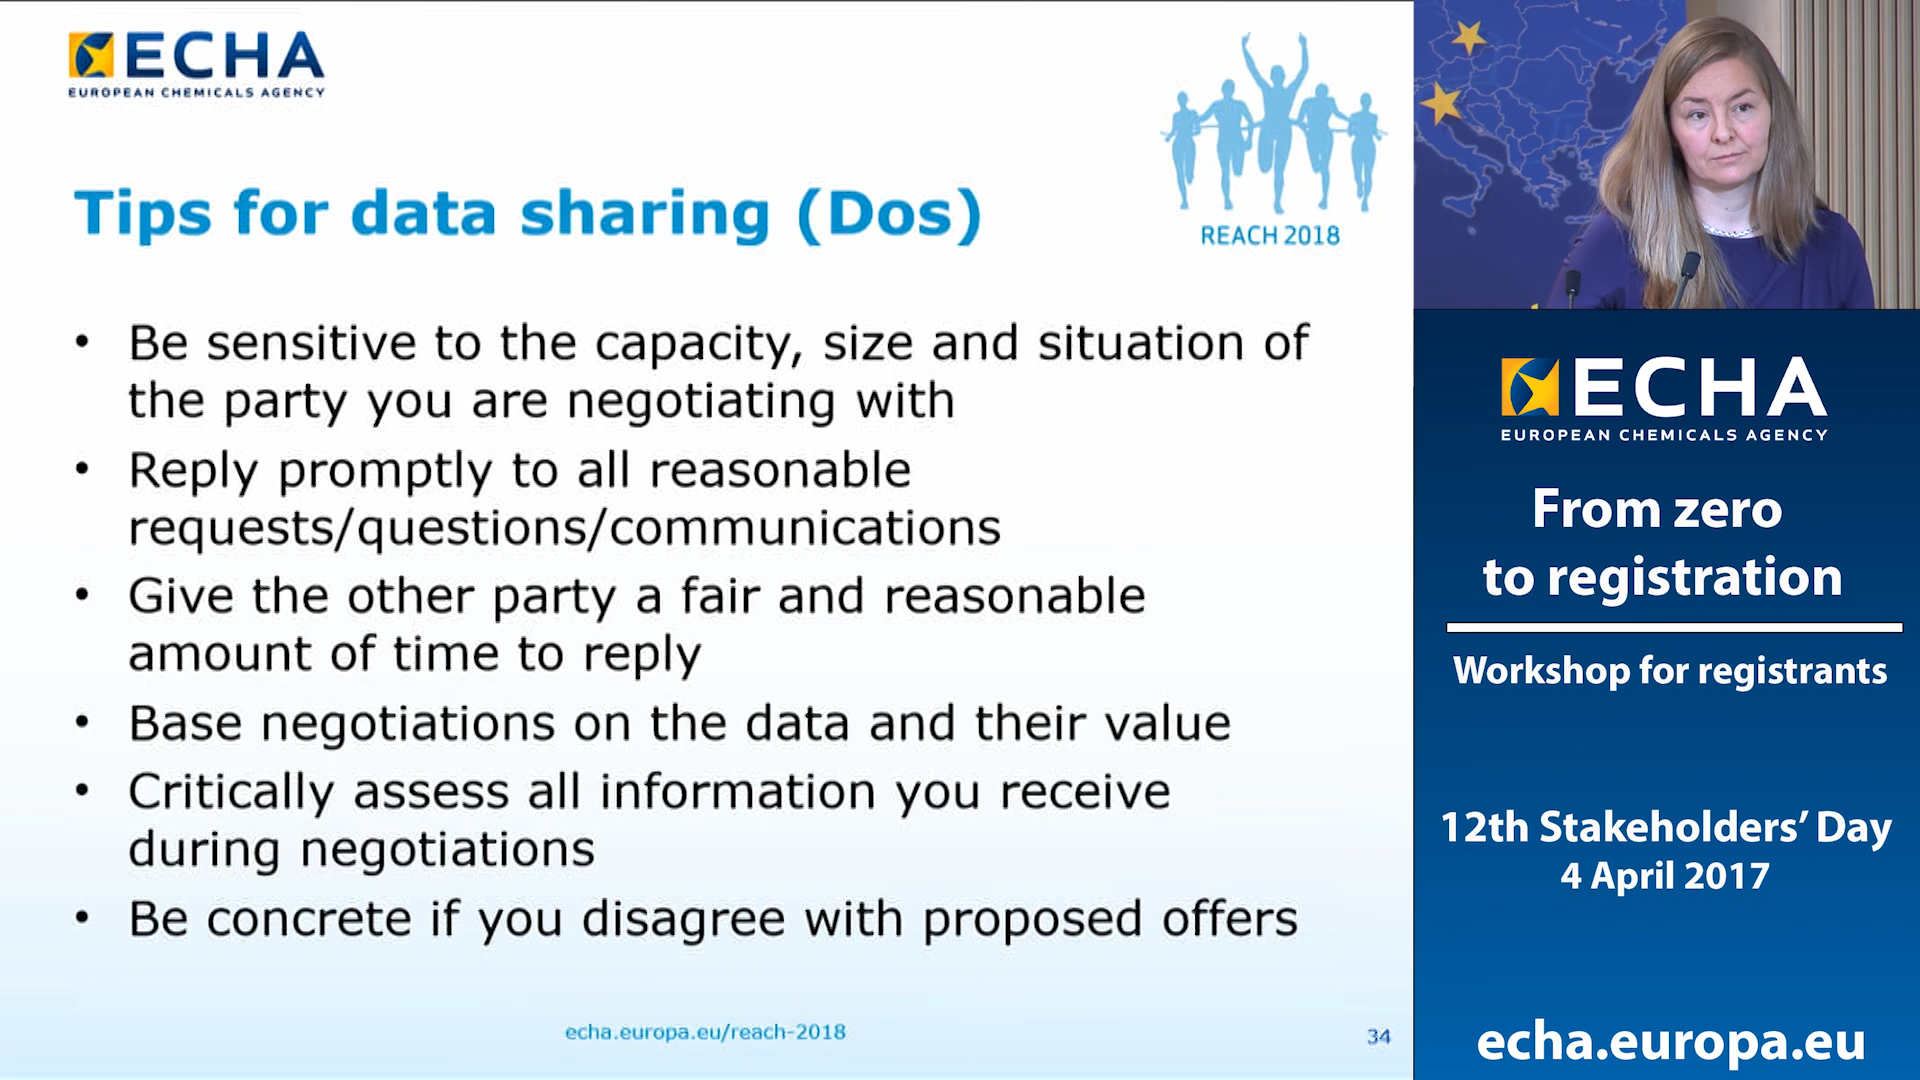 ECHA
EUROPEAN CHEMICALS AGENCY
REACH 2018
Tips for data sharing (Dos)
• Be sensitive to the capacity, size and situation of
the party you are negotiating with
• Reply promptly to all reasonable
requests/questions/communications
• Give the other party a fair and reasonable
amount of time to reply
• Base negotiations on the data and their value
• Critically assess all information you receive
during negotiations
• Be concrete if you disagree with proposed offers
echa.europa.eu/reach-2018
34
ECHA
EUROPEAN CHEMICALS AGENCY
From zero
to registration
Workshop for registrants
12th Stakeholders’ Day
4 April 2017
echa.europa.eu